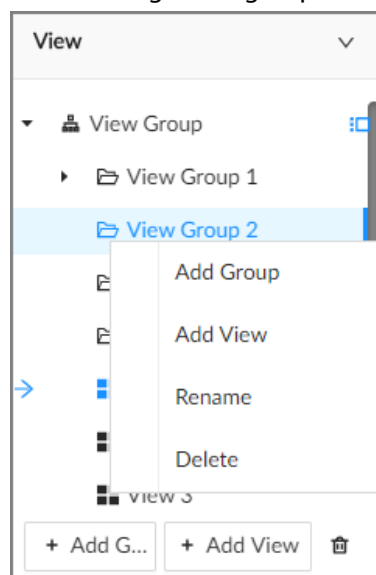 View
View Group
View Group 1
View Group 2
Add Group
Add View
Rename
Delete
View 3
+ Add G...
+ Add View